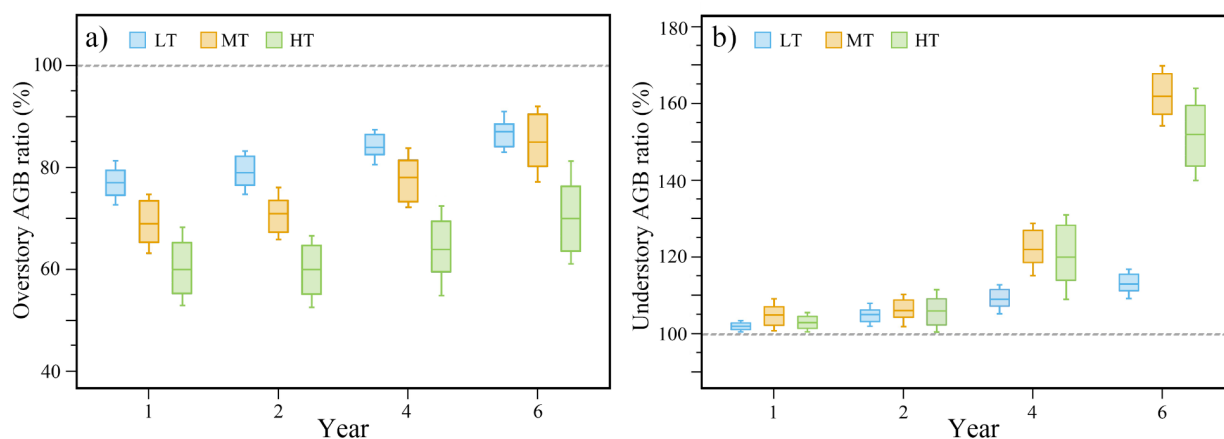 a) LT MT HT
Overstory AGB ratio (%)
100
80
60
40
1 2 4 6
Year
b) LT MT HT
Understory AGB ratio (%)
180
160
140
120
100
1 2 4 6
Year